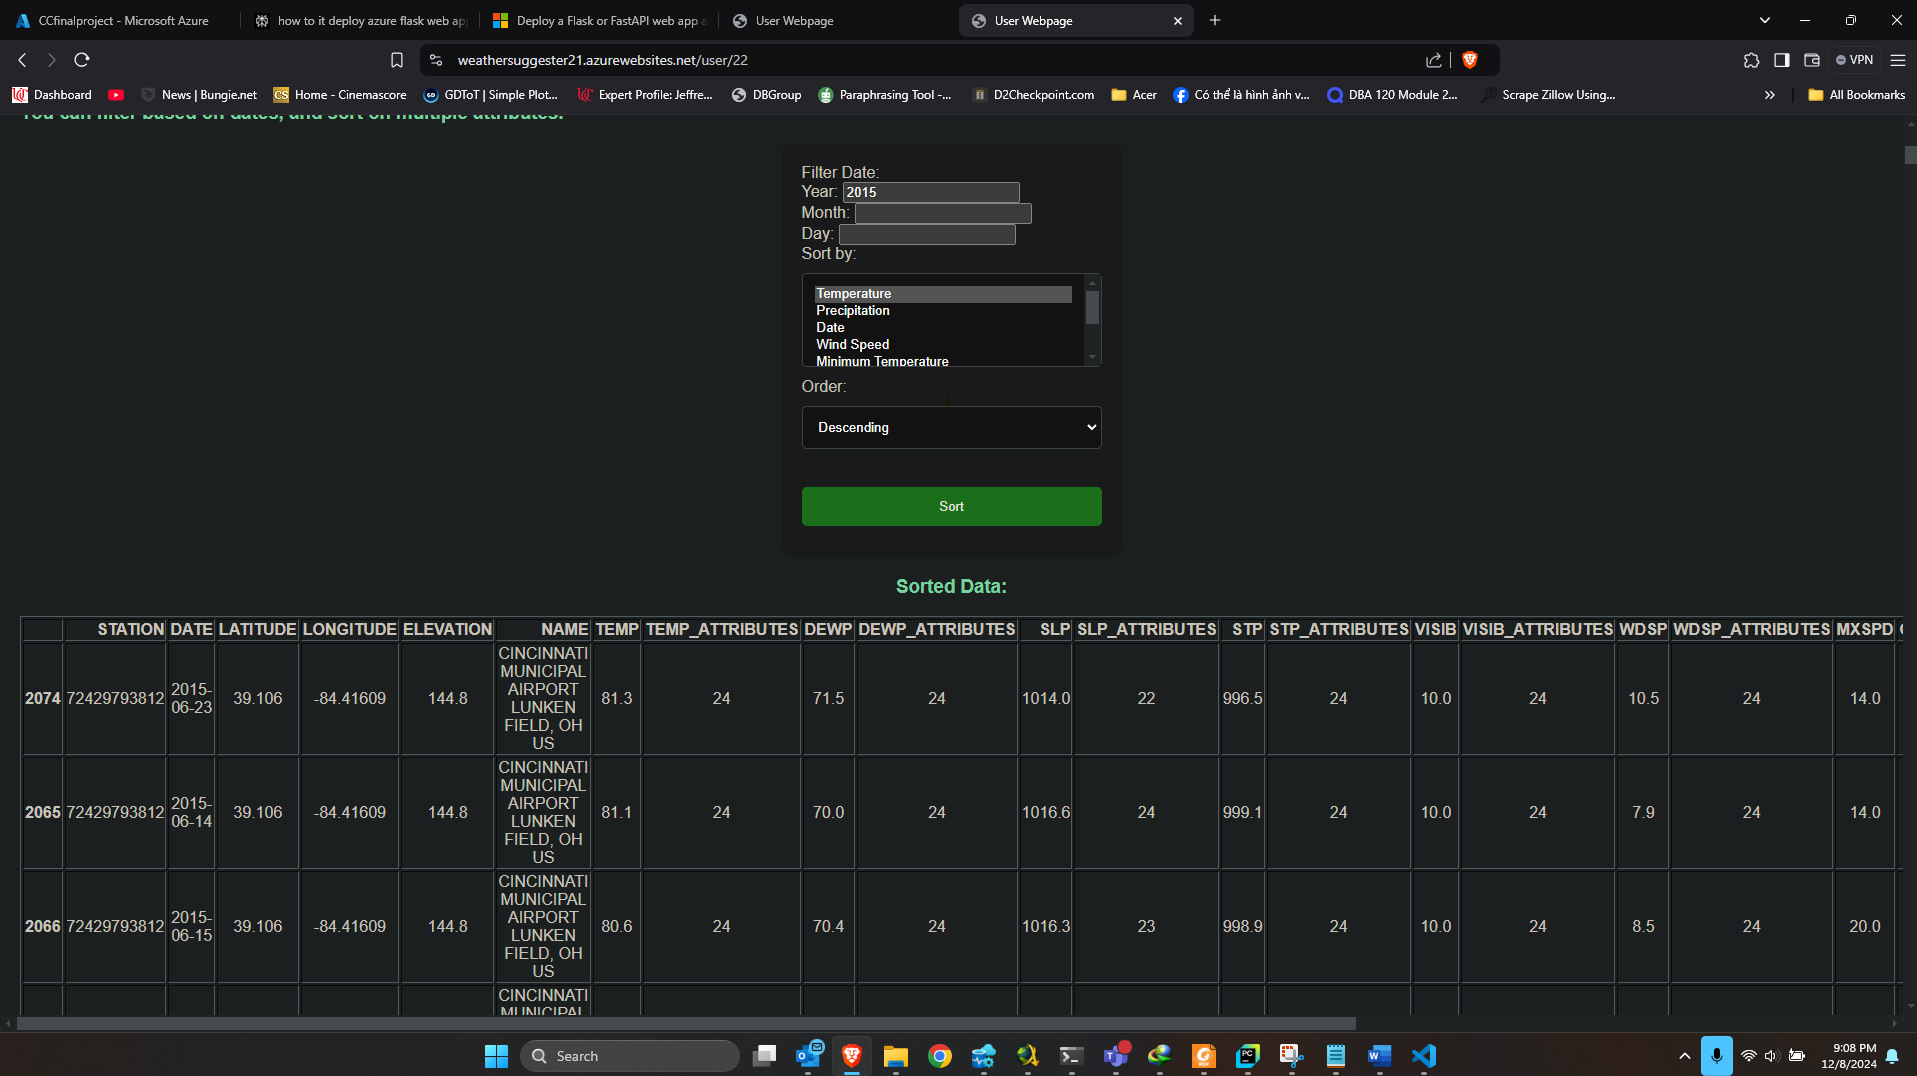 CCfinalproject - Microsoft Azure
how to it deploy azure flask web ap
Deploy a Flask or FastAPI web app a
User Webpage
User Webpage
weathersuggester21.azurewebsites.net/user/22
VPN
Dashboard
News | Bungie.net
CS Home - Cinemascore
GDToT | Simple Plot...
Expert Profile: Jeffre...
DBGroup
Paraphrasing Tool -...
D2Checkpoint.com
Acer
Có thể là hình ảnh v...
DBA 120 Module 2...
Scrape Zillow Using...
All Bookmarks
You can filter based on dates, and sort on multiple attributes.
Filter Date:
Year: 2015
Month:
Day:
Sort by:
Temperature
Precipitation
Date
Wind Speed
Minimum Temperature
Order:
Descending
Sort
Sorted Data:
STATION DATE LATITUDE LONGITUDE ELEVATION NAME TEMP TEMP_ATTRIBUTES DEWP DEWP_ATTRIBUTES SLP SLP_ATTRIBUTES STP STP_ATTRIBUTES VISIB VISIB_ATTRIBUTES WDSP WDSP_ATTRIBUTES MXSPD
2074 72429793812 2015-06-23 39.106 -84.41609 144.8 CINCINNATI MUNICIPAL AIRPORT LUNKEN FIELD, OH US 81.3 24 71.5 24 1014.0 22 996.5 24 10.0 24 10.5 24 14.0
2065 72429793812 2015-06-14 39.106 -84.41609 144.8 CINCINNATI MUNICIPAL AIRPORT LUNKEN FIELD, OH US 81.1 24 70.0 24 1016.6 24 999.1 24 10.0 24 7.9 24 14.0
2066 72429793812 2015-06-15 39.106 -84.41609 144.8 CINCINNATI MUNICIPAL AIRPORT LUNKEN FIELD, OH US 80.6 24 70.4 24 1016.3 23 998.9 24 10.0 24 8.5 24 20.0
CINCINNATI
MUNICIPAL
Search
9:08 PM
12/8/2024